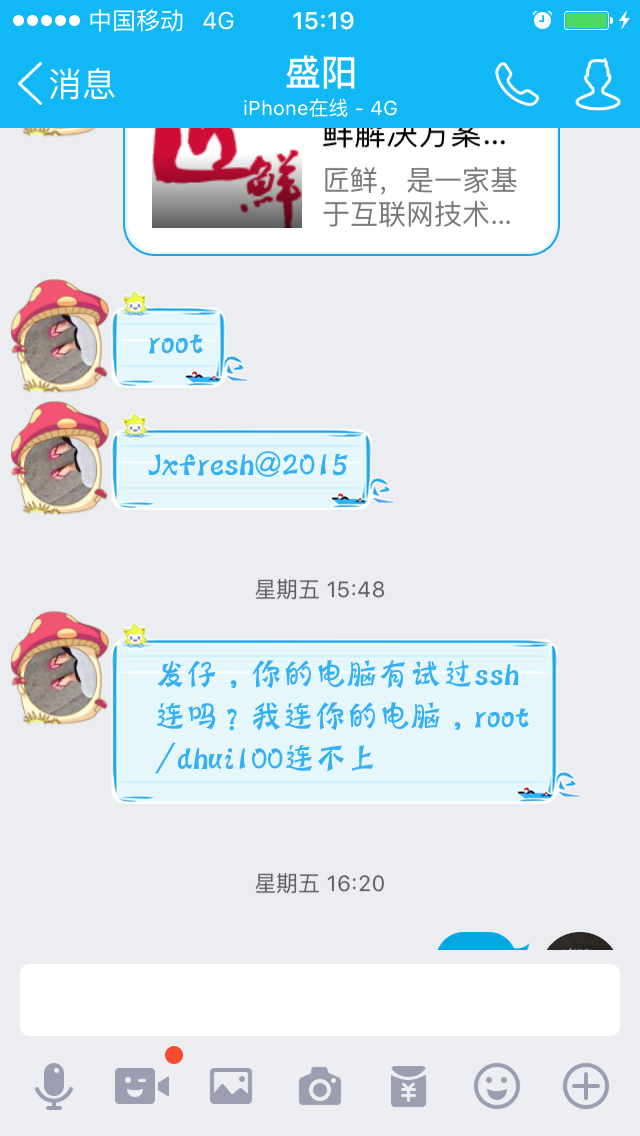 中国移动 4G 15:19
消息 盛阳
iPhone在线 - 4G
匠鲜
鲜解决方案...
匠鲜，是一家基
于互联网技术...
root
Jxfresh@2015
星期五 15:48
发仔，你的电脑有试过ssh
连吗？我连你的电脑，root
/dhui100连不上
星期五 16:20